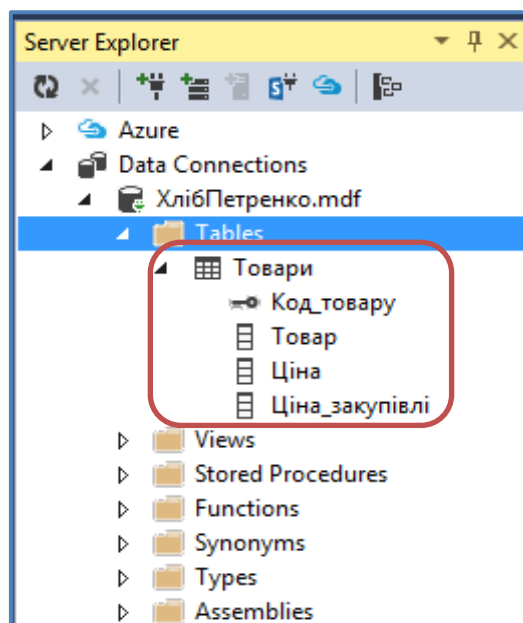 Server Explorer
Azure
Data Connections
ХлібПетренко.mdf
Tables
Товари
Код_товару
Товар
Ціна
Ціна_закупівлі
Views
Stored Procedures
Functions
Synonyms
Types
Assemblies